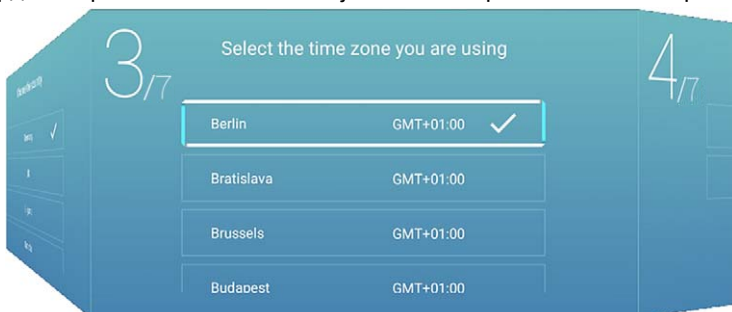 3/7
Select the time zone you are using
Berlin GMT+01:00
Bratislava GMT+01:00
Brussels GMT+01:00
Budapest GMT+01:00
4/7